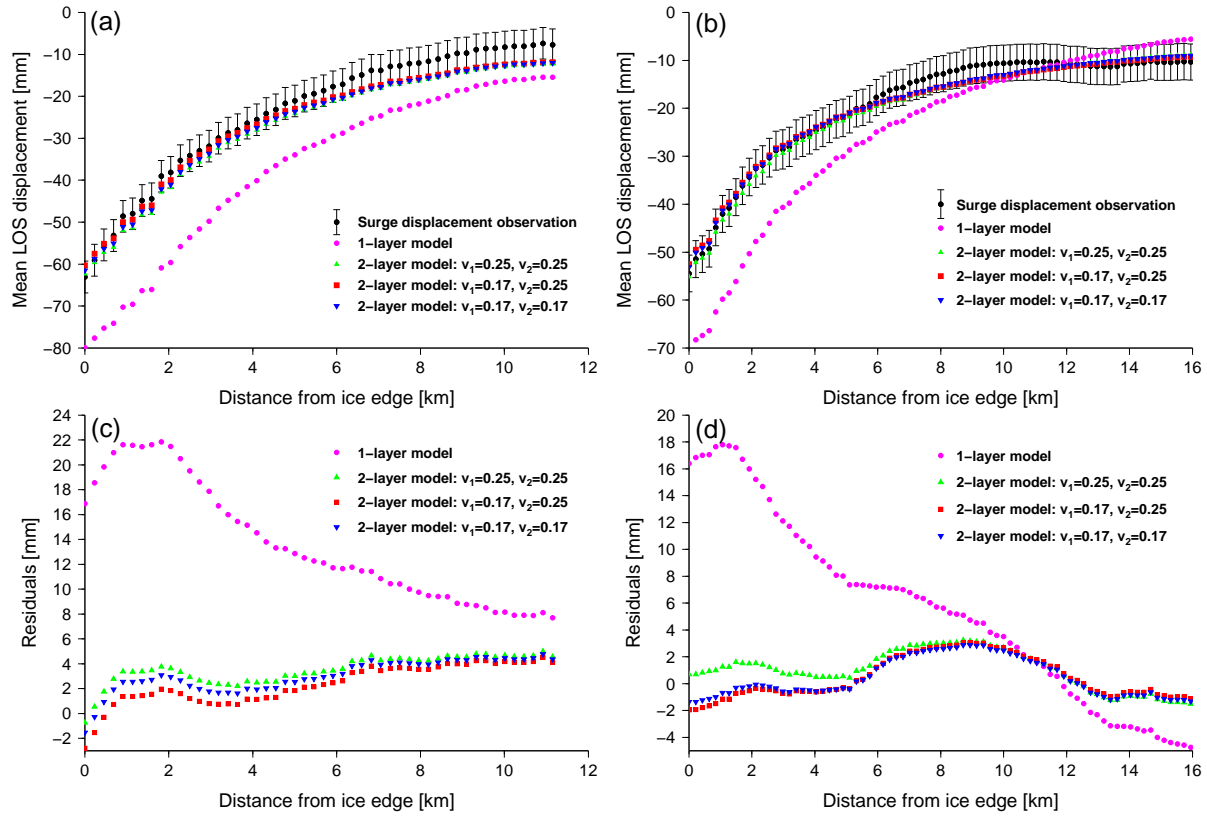 (a)
Mean LOS displacement [mm]
0
−10
−20
−30
−40
−50
−60
−70
−80
0 2 4 6 8 10 12
Distance from ice edge [km]
Surge displacement observation
1−layer model
2−layer model: v1=0.25, v2=0.25
2−layer model: v1=0.17, v2=0.25
2−layer model: v1=0.17, v2=0.17
(b)
Mean LOS displacement [mm]
0
−10
−20
−30
−40
−50
−60
−70
0 2 4 6 8 10 12 14 16
Distance from ice edge [km]
Surge displacement observation
1−layer model
2−layer model: v1=0.25, v2=0.25
2−layer model: v1=0.17, v2=0.25
2−layer model: v1=0.17, v2=0.17
(c)
Residuals [mm]
24
22
20
18
16
14
12
10
8
6
4
2
0
−2
0 2 4 6 8 10 12
Distance from ice edge [km]
1−layer model
2−layer model: v1=0.25, v2=0.25
2−layer model: v1=0.17, v2=0.25
2−layer model: v1=0.17, v2=0.17
(d)
Residuals [mm]
20
18
16
14
12
10
8
6
4
2
0
−2
−4
0 2 4 6 8 10 12 14 16
Distance from ice edge [km]
1−layer model
2−layer model: v1=0.25, v2=0.25
2−layer model: v1=0.17, v2=0.25
2−layer model: v1=0.17, v2=0.17